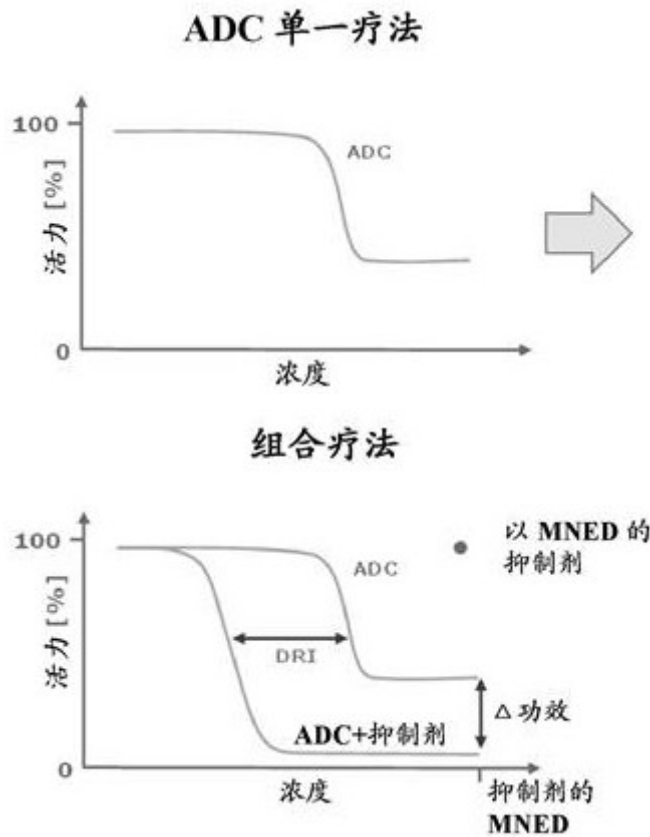 ADC 单一疗法
100
活力 [%]
ADC
0
浓度
组合疗法
100
活力 [%]
ADC
以 MNED 的
抑制剂
DRI
ADC+抑制剂
△功效
0
浓度
抑制剂的
MNED